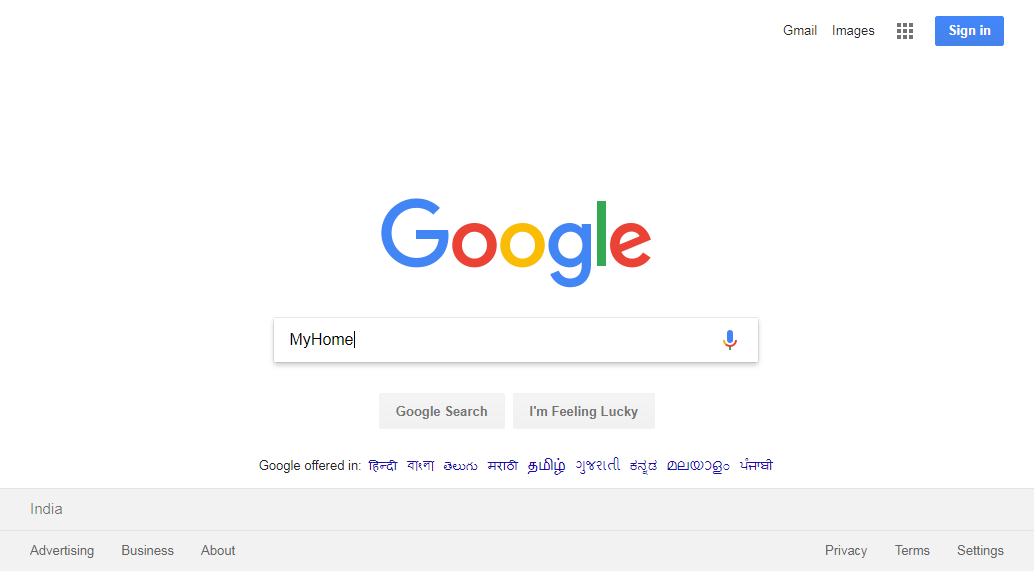 Gmail Images Sign in
Google
MyHome
Google Search I'm Feeling Lucky
Google offered in: हिन्दी বাংলা తెలుగు मराठी தமிழ் ગુજરાતી ಕನ್ನಡ മലയാളം ਪੰਜਾਬੀ
India
Advertising Business About Privacy Terms Settings